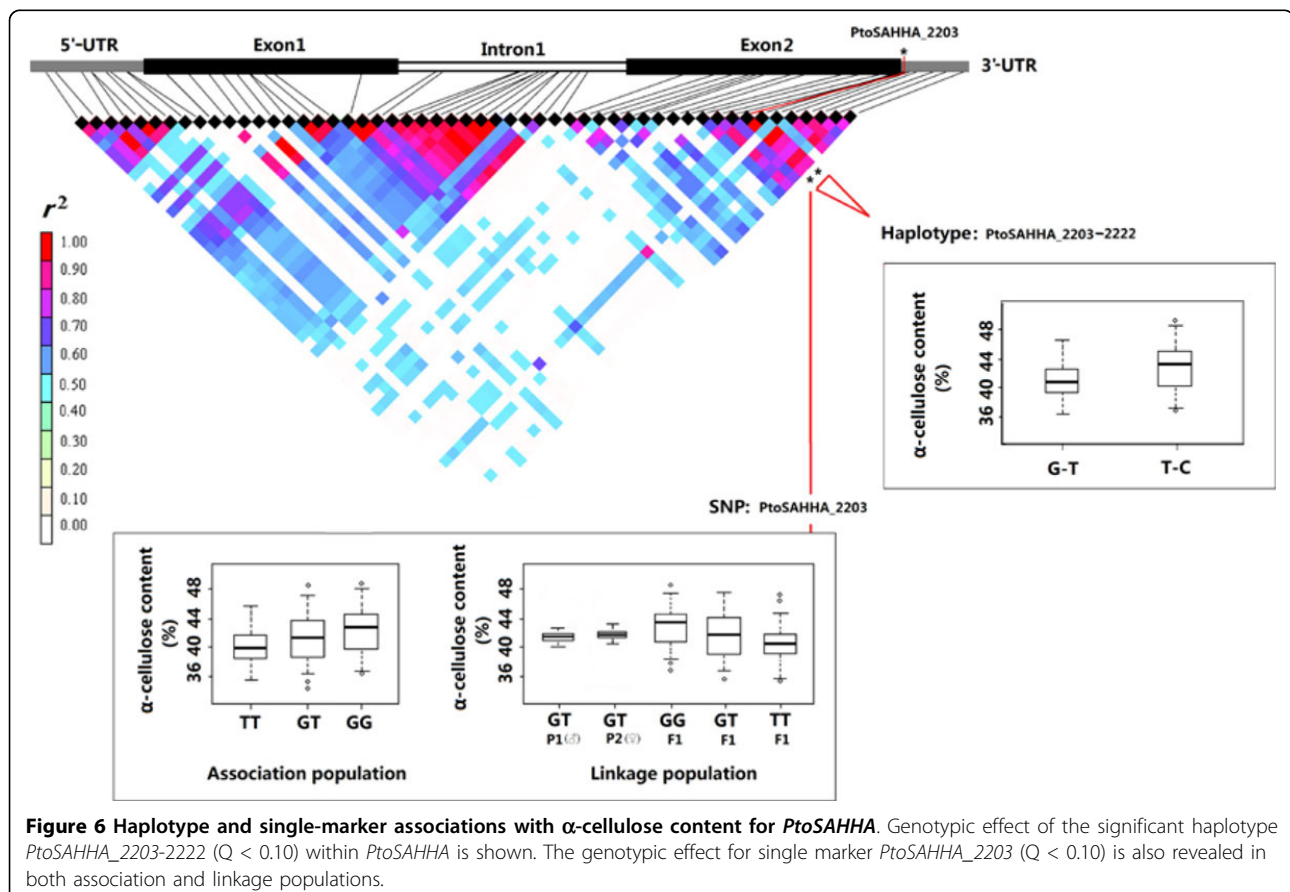 PtoSAHHA_2203
*
5'-UTR Exon1 Intron1 Exon2 3'-UTR
r²
1.00
0.90
0.80
0.70
0.60
0.50
0.40
0.30
0.20
0.10
0.00
**
Haplotype: PtoSAHHA_2203-2222
α-cellulose content
(%)
48
44
40
36
G-T T-C
SNP: PtoSAHHA_2203
α-cellulose content
(%)
48
44
40
36
TT GT GG
Association population
α-cellulose content
(%)
48
44
40
36
GT GT GG GT TT
P1(♂) P2(♀) F1 F1 F1
Linkage population
Figure 6 Haplotype and single-marker associations with α-cellulose content for PtoSAHHA. Genotypic effect of the significant haplotype
PtoSAHHA_2203-2222 (Q < 0.10) within PtoSAHHA is shown. The genotypic effect for single marker PtoSAHHA_2203 (Q < 0.10) is also revealed in
both association and linkage populations.